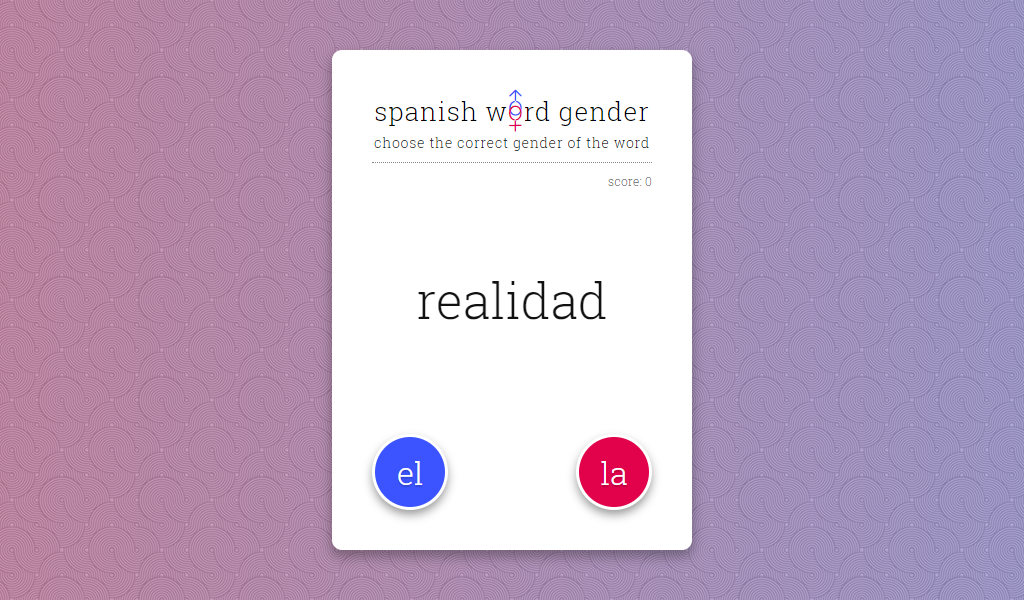 spanish word gender
choose the correct gender of the word
score: 0
realidad
el
la